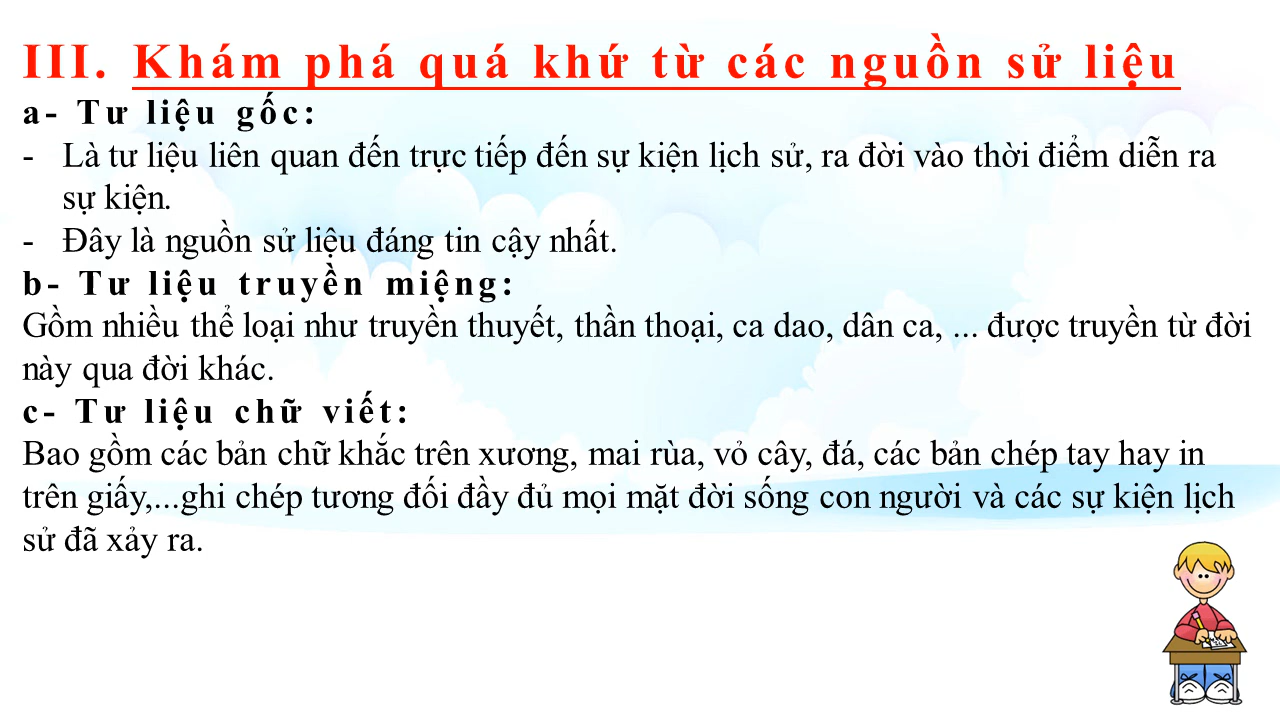 III. Khám phá quá khứ từ các nguồn sử liệu
a- Tư liệu gốc:
- Là tư liệu liên quan đến trực tiếp đến sự kiện lịch sử, ra đời vào thời điểm diễn ra
sự kiện.
- Đây là nguồn sử liệu đáng tin cậy nhất.
b- Tư liệu truyền miệng:
Gồm nhiều thể loại như truyền thuyết, thần thoại, ca dao, dân ca, ... được truyền từ đời
này qua đời khác.
c- Tư liệu chữ viết:
Bao gồm các bản chữ khắc trên xương, mai rùa, vỏ cây, đá, các bản chép tay hay in
trên giấy,...ghi chép tương đối đầy đủ mọi mặt đời sống con người và các sự kiện lịch
sử đã xảy ra.